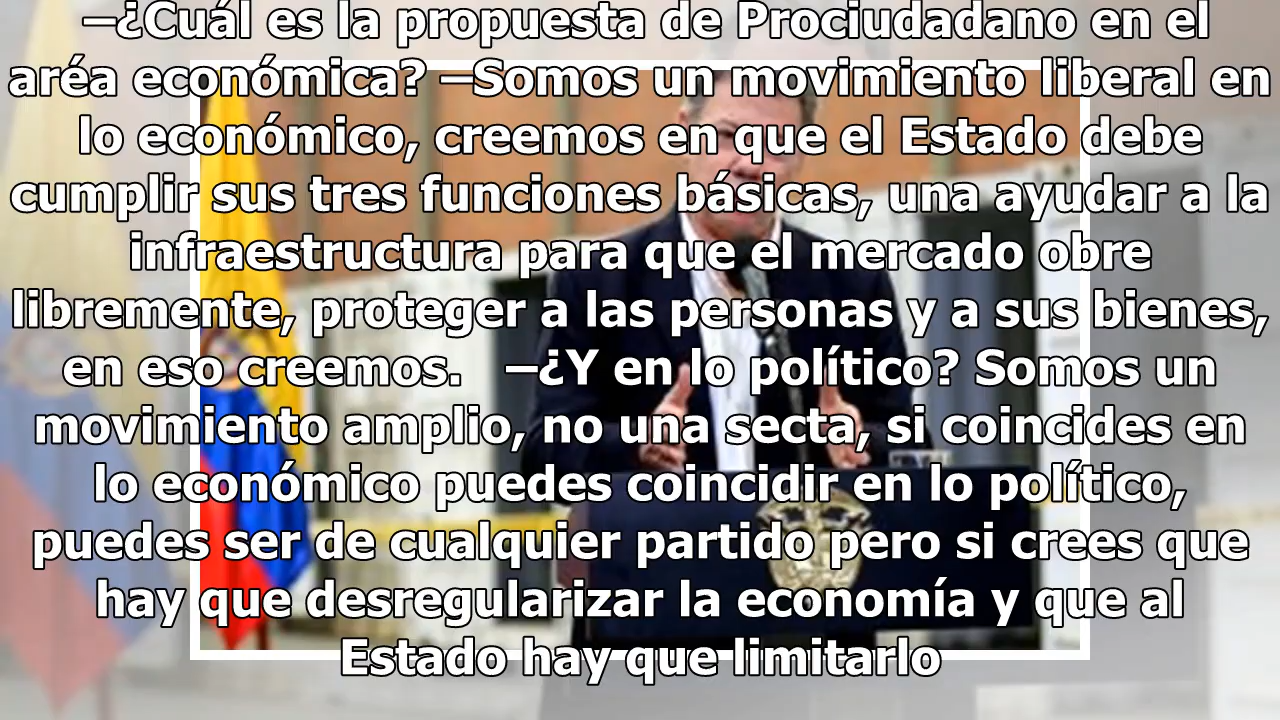 –¿Cuál es la propuesta de Prociudadano en el
aréa económica? –Somos un movimiento liberal en
lo económico, creemos en que el Estado debe
cumplir sus tres funciones básicas, una ayudar a la
infraestructura para que el mercado obre
libremente, proteger a las personas y a sus bienes,
en eso creemos.   –¿Y en lo político? Somos un
movimiento amplio, no una secta, si coincides en
lo económico puedes coincidir en lo político,
puedes ser de cualquier partido pero si crees que
hay que desregularizar la economía y que al
Estado hay que limitarlo